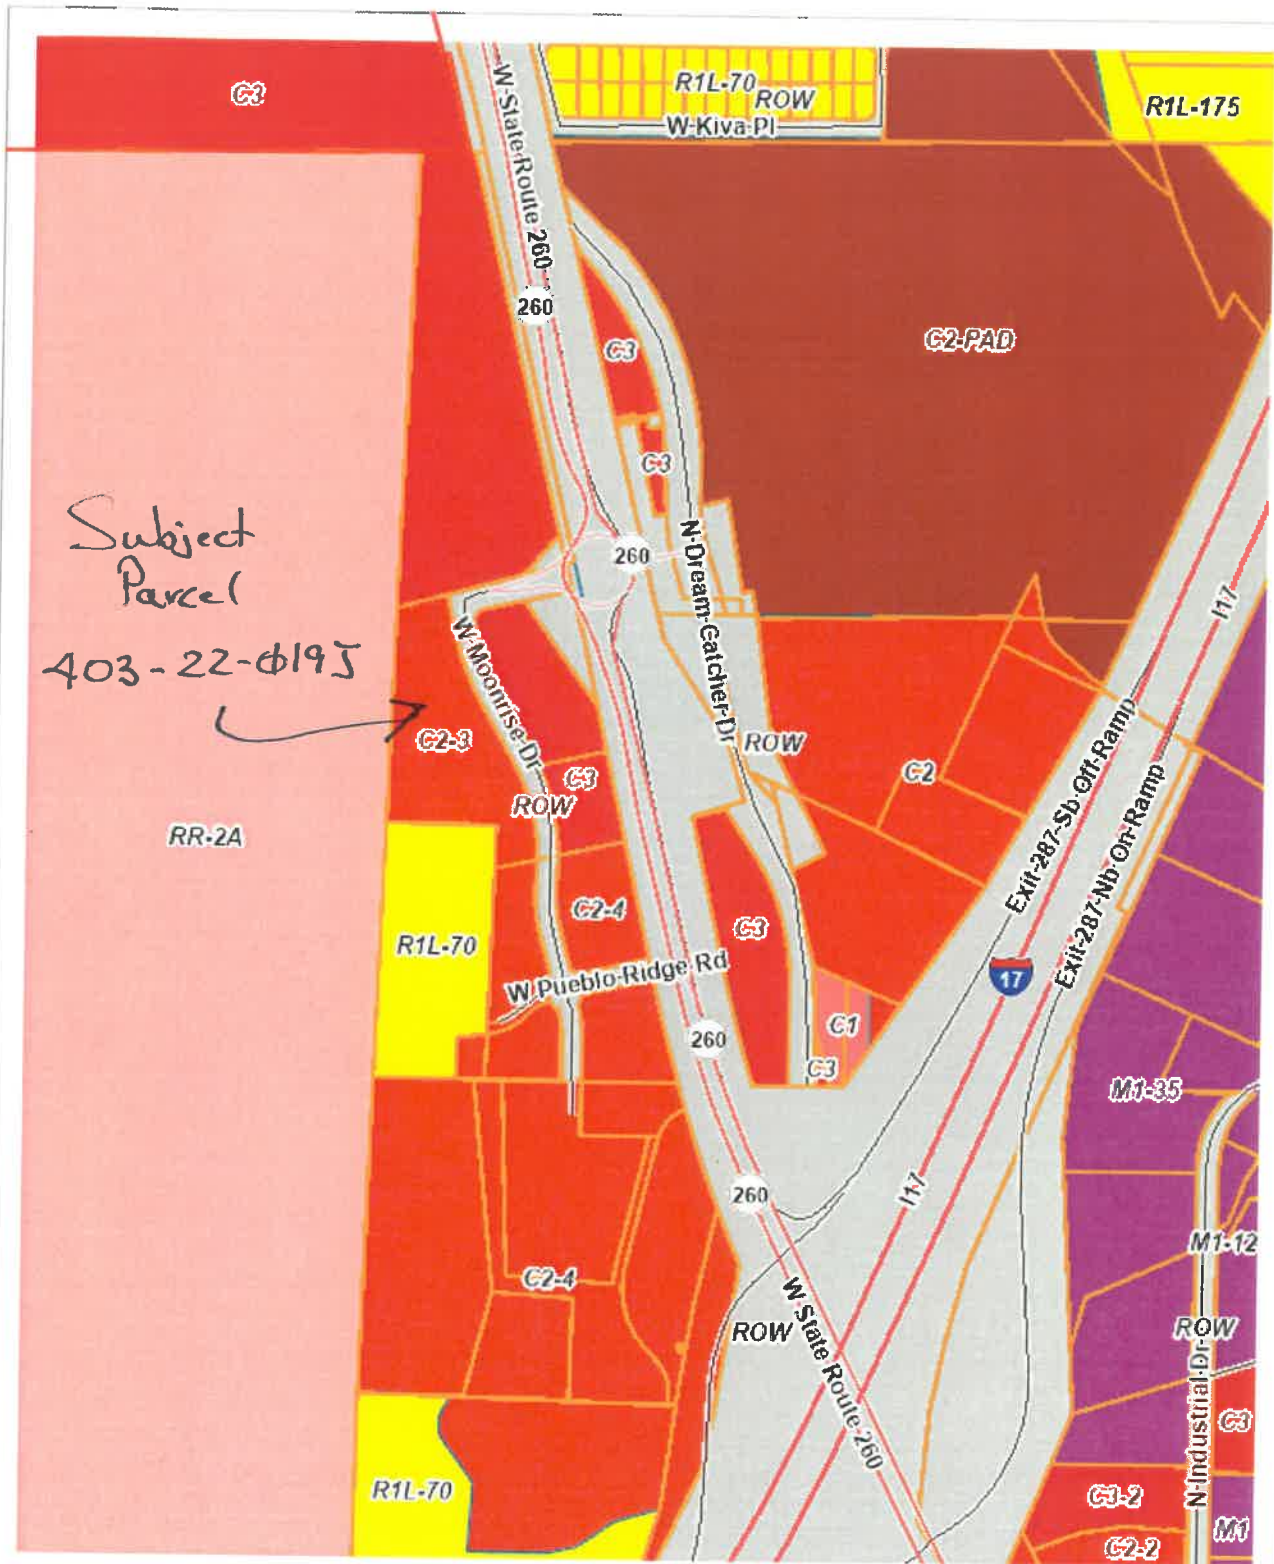 C3
W State Route 260
R1L-70
ROW
W Kiva Pl
R1L-175
260
C3
C2-PAD
C3
Subject
Parcel
403-22-019J
260
N Dream Catcher Dr
I17
W Moonrise Dr
C2-3
C3
ROW
ROW
C2
Exit 287 Sb Off Ramp
Exit 287 Nb On Ramp
RR-2A
C2-4
R1L-70
C3
W Pueblo Ridge Rd
17
260
C1
C3
M1-35
260
I17
M1-12
C2-4
W State Route 260
ROW
ROW
N Industrial Dr
C3
R1L-70
C3-2
M1
C2-2